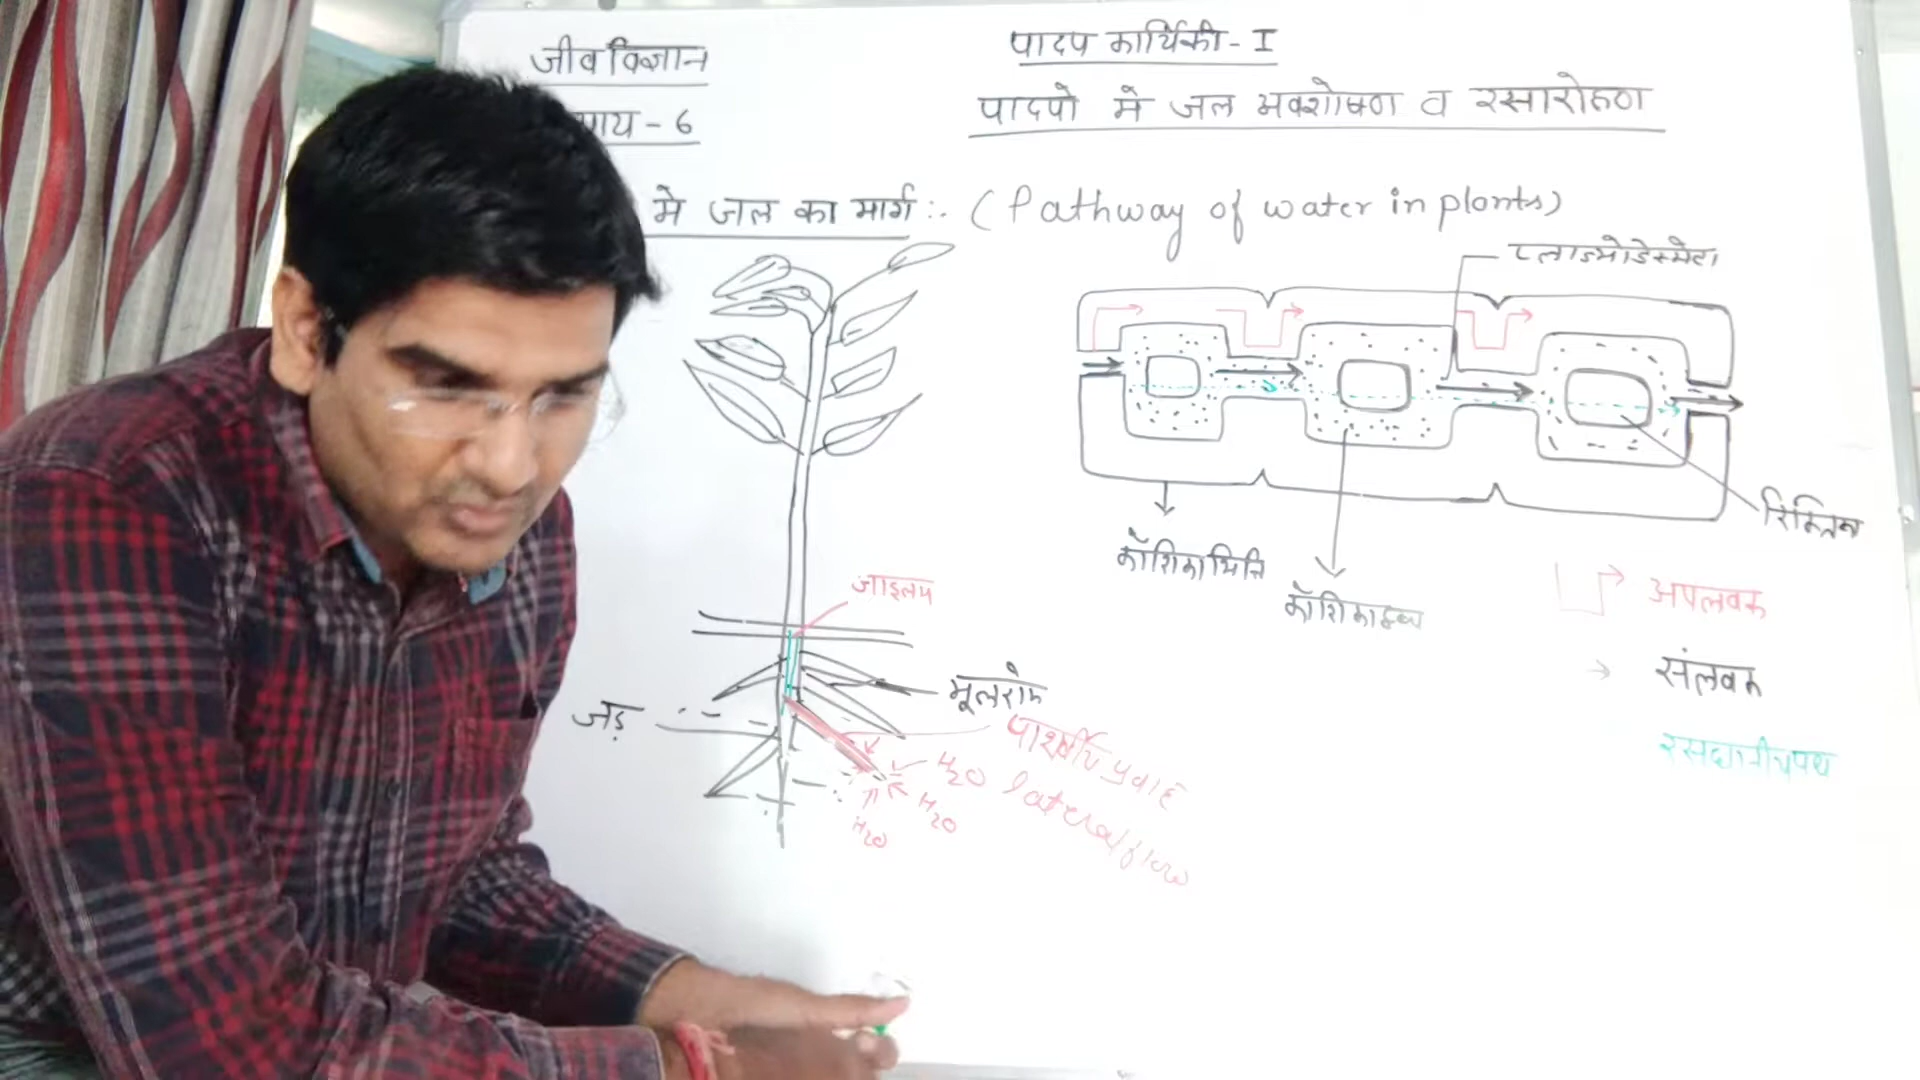 जीव विज्ञान
पादप कार्यिकी - I
पाय - 6
पादपो मे जल अवशोषण व रसारोहण
मे जल का मार्ग :- (Pathway of water in plants)
प्लाज्मोडेस्मेटा
रिक्तिका
कोशिका भित्ति
कोशिका द्रव्य
जाइलम
अपलवक
संलवक
रसधानीय पथ
मूलरोम
जड़
पार्श्वीय प्रवाह
lateral flow
H2O
H2O
H2O